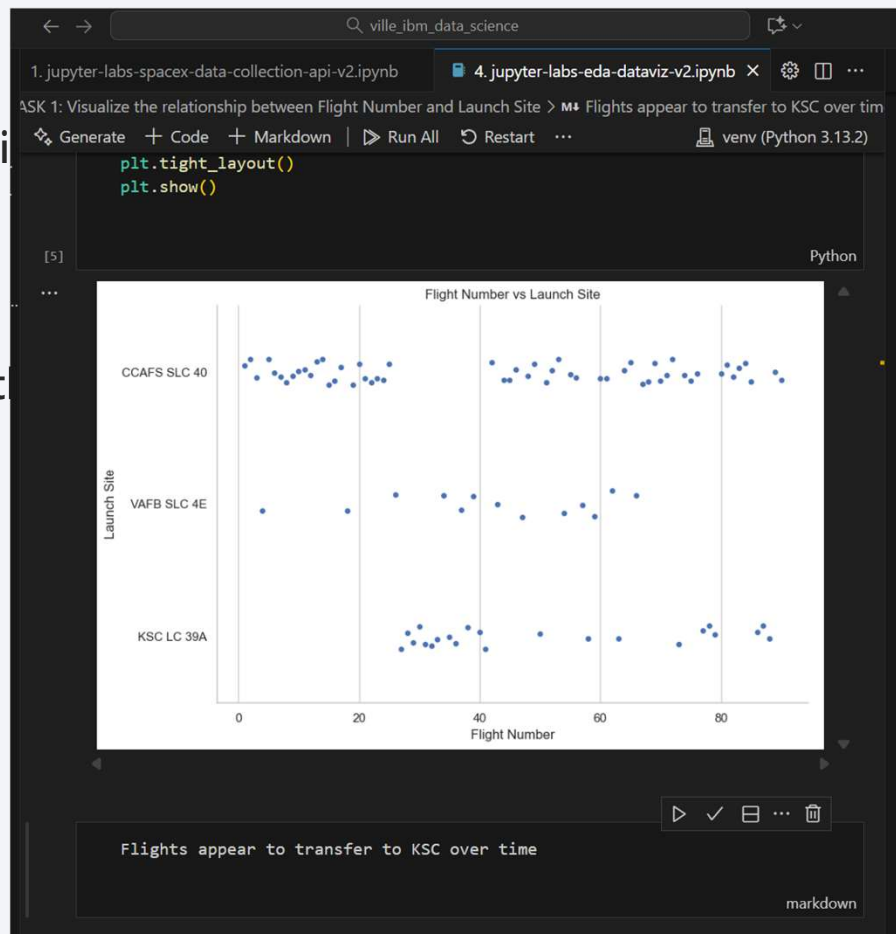 ville_ibm_data_science
1. jupyter-labs-spacex-data-collection-api-v2.ipynb
4. jupyter-labs-eda-dataviz-v2.ipynb
ASK 1: Visualize the relationship between Flight Number and Launch Site > M↓ Flights appear to transfer to KSC over tim
Generate + Code + Markdown | Run All Restart ... venv (Python 3.13.2)
plt.tight_layout()
plt.show()
[5] Python
Flight Number vs Launch Site
CCAFS SLC 40
VAFB SLC 4E
KSC LC 39A
Launch Site
0 20 40 60 80
Flight Number
Flights appear to transfer to KSC over time
markdown